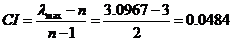 CI = (λmax − n)/(n − 1) = (3.0967 − 3)/2 = 0.0484